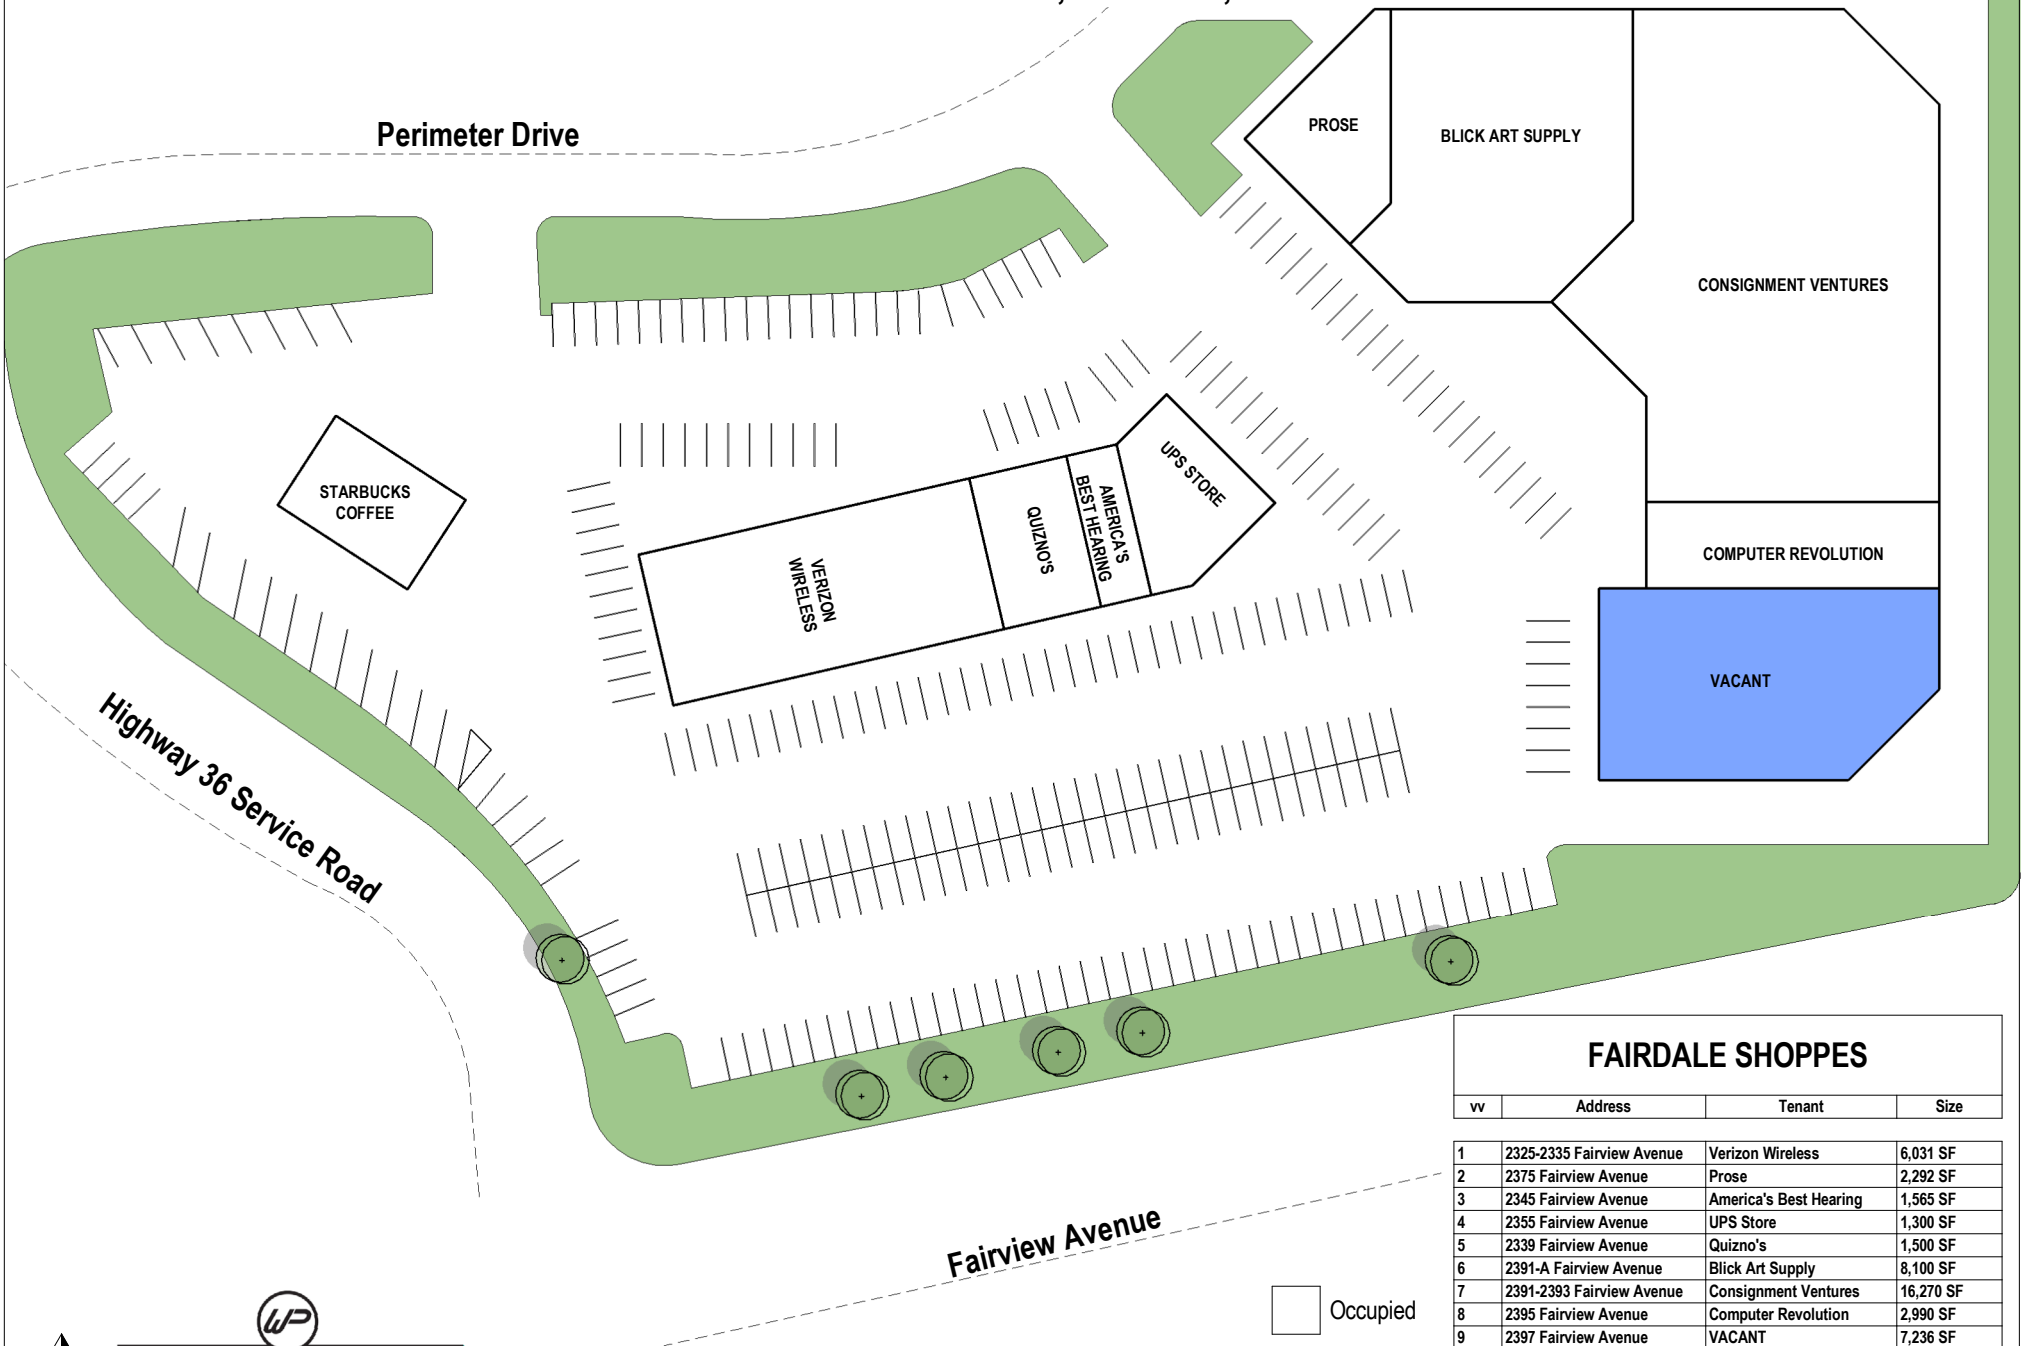 Perimeter Drive
PROSE
BLICK ART SUPPLY
CONSIGNMENT VENTURES
STARBUCKS
COFFEE
UPS STORE
AMERICA'S
BEST HEARING
QUIZNO'S
VERIZON
WIRELESS
COMPUTER REVOLUTION
VACANT
Highway 36 Service Road
Fairview Avenue
FAIRDALE SHOPPES
vv Address Tenant Size
1 2325-2335 Fairview Avenue Verizon Wireless 6,031 SF
2 2375 Fairview Avenue Prose 2,292 SF
3 2345 Fairview Avenue America's Best Hearing 1,565 SF
4 2355 Fairview Avenue UPS Store 1,300 SF
5 2339 Fairview Avenue Quizno's 1,500 SF
6 2391-A Fairview Avenue Blick Art Supply 8,100 SF
7 2391-2393 Fairview Avenue Consignment Ventures 16,270 SF
8 2395 Fairview Avenue Computer Revolution 2,990 SF
9 2397 Fairview Avenue VACANT 7,236 SF
Occupied
WP